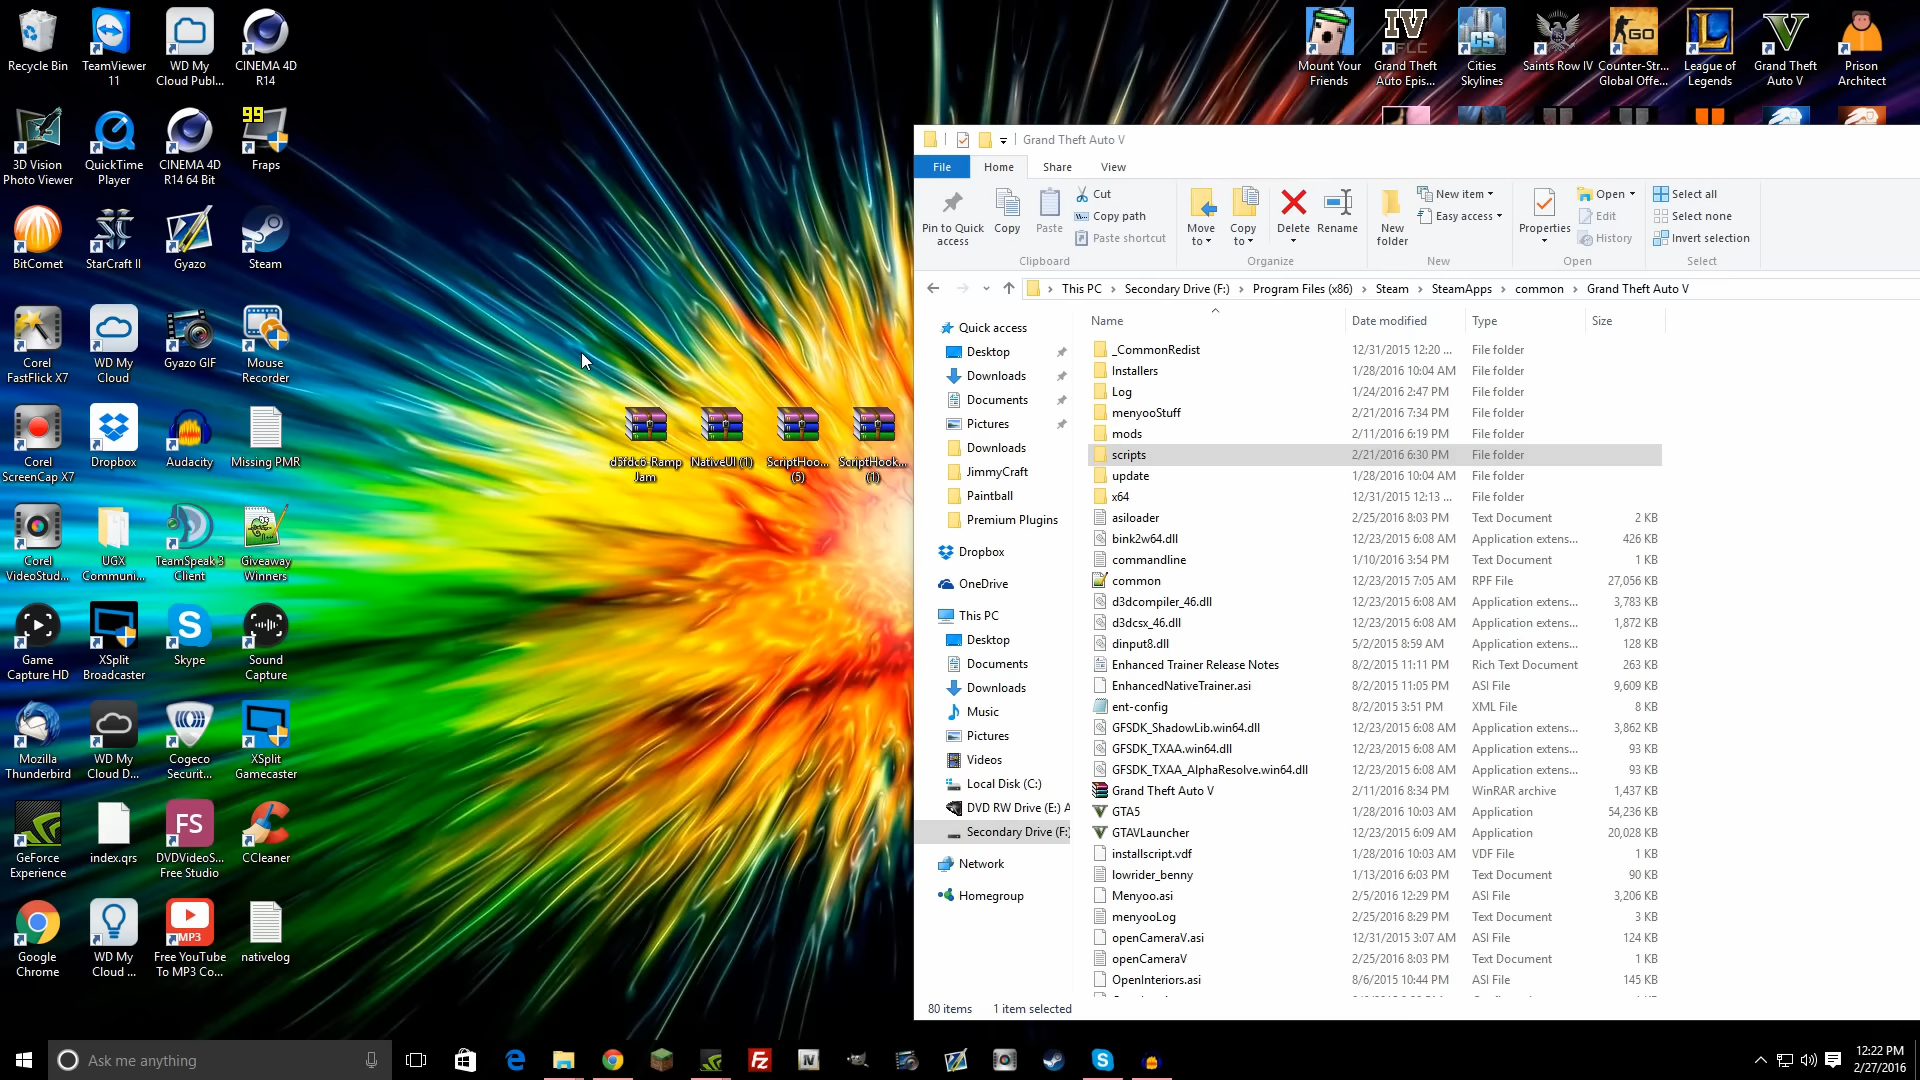 Recycle Bin
TeamViewer
11
WD My
Cloud Publ...
CINEMA 4D
R14
3D Vision
Photo Viewer
QuickTime
Player
CINEMA 4D
R14 64 Bit
99
Fraps
BitComet
StarCraft II
Gyazo
Steam
Corel
FastFlick X7
WD My
Cloud
Gyazo GIF
Mouse
Recorder
Corel
ScreenCap X7
Dropbox
Audacity
Missing PMR
Corel
VideoStud...
UGX
Communi...
TeamSpeak 3
Client
Giveaway
Winners
Game
Capture HD
XSplit
Broadcaster
Skype
Sound
Capture
Mozilla
Thunderbird
WD My
Cloud D...
Cogeco
Securit...
XSplit
Gamecaster
GeForce
Experience
index.qrs
FS
DVDVideoS...
Free Studio
CCleaner
Google
Chrome
WD My
Cloud ...
MP3
Free YouTube
To MP3 Co...
nativelog
d5fdc6-Ramp
Jam
NativeUI (1)
ScriptHoo...
(5)
ScriptHook...
(1)
Mount Your
Friends
IV
EFLC
Grand Theft
Auto Epis...
CS
Cities
Skylines
Saints Row IV
GO
Counter-Str...
Global Offe...
L
League of
Legends
V
Grand Theft
Auto V
Prison
Architect
Grand Theft Auto V
File Home Share View
Pin to Quick
access
Copy
Paste
Cut
Copy path
Paste shortcut
Clipboard
Move
to
Copy
to
Delete
Rename
Organize
New
folder
New item
Easy access
New
Properties
Open
Edit
History
Open
Select all
Select none
Invert selection
Select
This PC > Secondary Drive (F:) > Program Files (x86) > Steam > SteamApps > common > Grand Theft Auto V
Quick access
Desktop
Downloads
Documents
Pictures
Downloads
JimmyCraft
Paintball
Premium Plugins
Dropbox
OneDrive
This PC
Desktop
Documents
Downloads
Music
Pictures
Videos
Local Disk (C:)
DVD RW Drive (E:) A
Secondary Drive (F:)
Network
Homegroup
Name Date modified Type Size
_CommonRedist 12/31/2015 12:20 ... File folder
Installers 1/28/2016 10:04 AM File folder
Log 1/24/2016 2:47 PM File folder
menyooStuff 2/21/2016 7:34 PM File folder
mods 2/11/2016 6:19 PM File folder
scripts 2/21/2016 6:30 PM File folder
update 1/28/2016 10:04 AM File folder
x64 12/31/2015 12:13 ... File folder
asiloader 2/25/2016 8:03 PM Text Document 2 KB
bink2w64.dll 12/23/2015 6:08 AM Application extens... 426 KB
commandline 1/10/2016 3:54 PM Text Document 1 KB
common 12/23/2015 7:05 AM RPF File 27,056 KB
d3dcompiler_46.dll 12/23/2015 6:08 AM Application extens... 3,783 KB
d3dcsx_46.dll 12/23/2015 6:08 AM Application extens... 1,872 KB
dinput8.dll 5/2/2015 8:59 AM Application extens... 128 KB
Enhanced Trainer Release Notes 8/2/2015 11:11 PM Rich Text Document 263 KB
EnhancedNativeTrainer.asi 8/2/2015 11:05 PM ASI File 9,609 KB
ent-config 8/2/2015 3:51 PM XML File 8 KB
GFSDK_ShadowLib.win64.dll 12/23/2015 6:08 AM Application extens... 3,862 KB
GFSDK_TXAA.win64.dll 12/23/2015 6:08 AM Application extens... 93 KB
GFSDK_TXAA_AlphaResolve.win64.dll 12/23/2015 6:08 AM Application extens... 93 KB
Grand Theft Auto V 2/11/2016 8:34 PM WinRAR archive 1,437 KB
GTA5 1/28/2016 10:03 AM Application 54,236 KB
GTAVLauncher 12/23/2015 6:09 AM Application 20,028 KB
installscript.vdf 1/28/2016 10:03 AM VDF File 1 KB
lowrider_benny 1/13/2016 6:03 PM Text Document 90 KB
Menyoo.asi 2/5/2016 12:29 PM ASI File 3,206 KB
menyooLog 2/25/2016 8:29 PM Text Document 3 KB
openCameraV.asi 12/31/2015 3:07 AM ASI File 124 KB
openCameraV 2/25/2016 8:03 PM Text Document 1 KB
OpenInteriors.asi 8/6/2015 10:44 PM ASI File 145 KB
80 items 1 item selected
Ask me anything
12:22 PM
2/27/2016